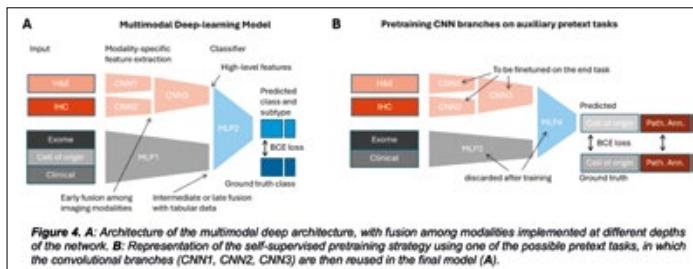 A
Multimodal Deep-learning Model
Input
Modality-specific
feature extraction
Classifier
High-level features
H&E
IHC
CNN1
CNN2
CNN3
Exome
Cell of origin
Clinical
MLP1
MLP2
Predicted
class and
subtype
BCE loss
Ground truth class
Early fusion among
imaging modalities
Intermediate or late fusion
with tabular data
B
Pretraining CNN branches on auxiliary pretext tasks
To be finetuned on the end task
H&E
IHC
CNN1
CNN2
CNN3
Exome
Clinical
MLP3
MLP4
discarded after training
Predicted
Cell of origin
Path. Ann.
BCE loss
Cell of origin
Path. Ann.
Ground truth
Figure 4. A: Architecture of the multimodal deep architecture, with fusion among modalities implemented at different depths
of the network. B: Representation of the self-supervised pretraining strategy using one of the possible pretext tasks, in which
the convolutional branches (CNN1, CNN2, CNN3) are then reused in the final model (A).